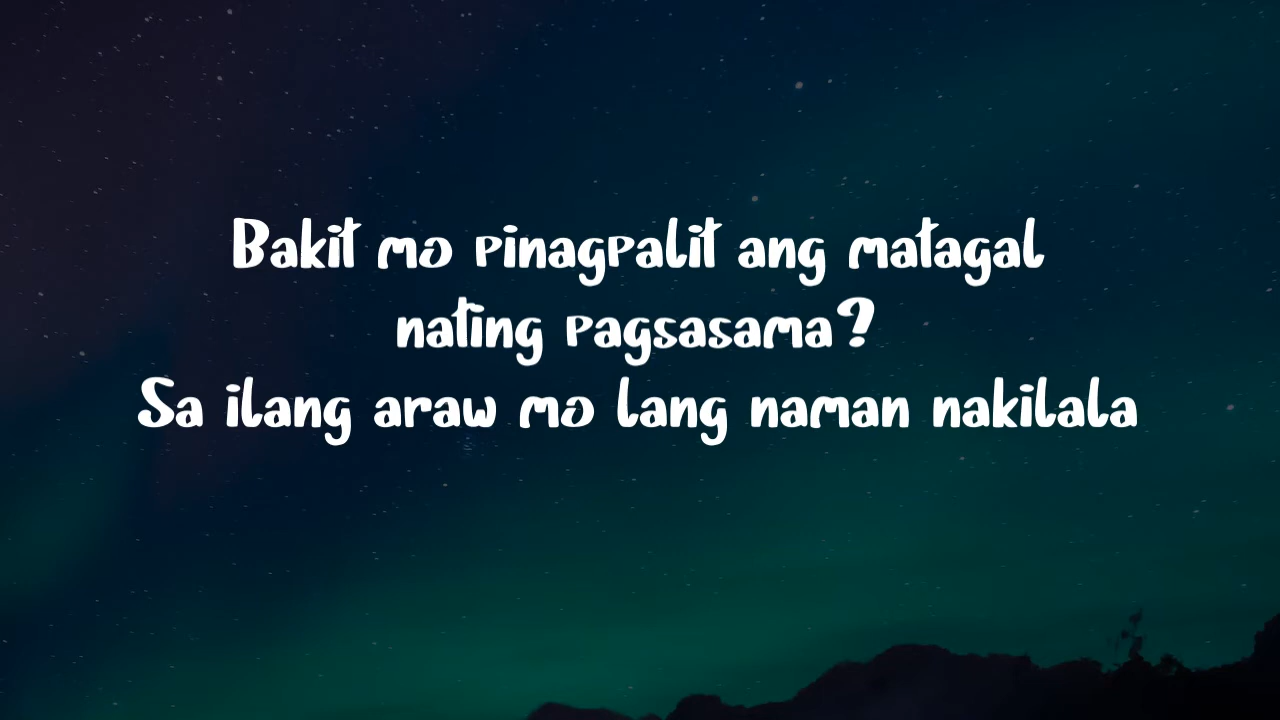 Bakit mo pinagpalit ang matagal
nating pagsasama?
Sa ilang araw mo lang naman nakilala